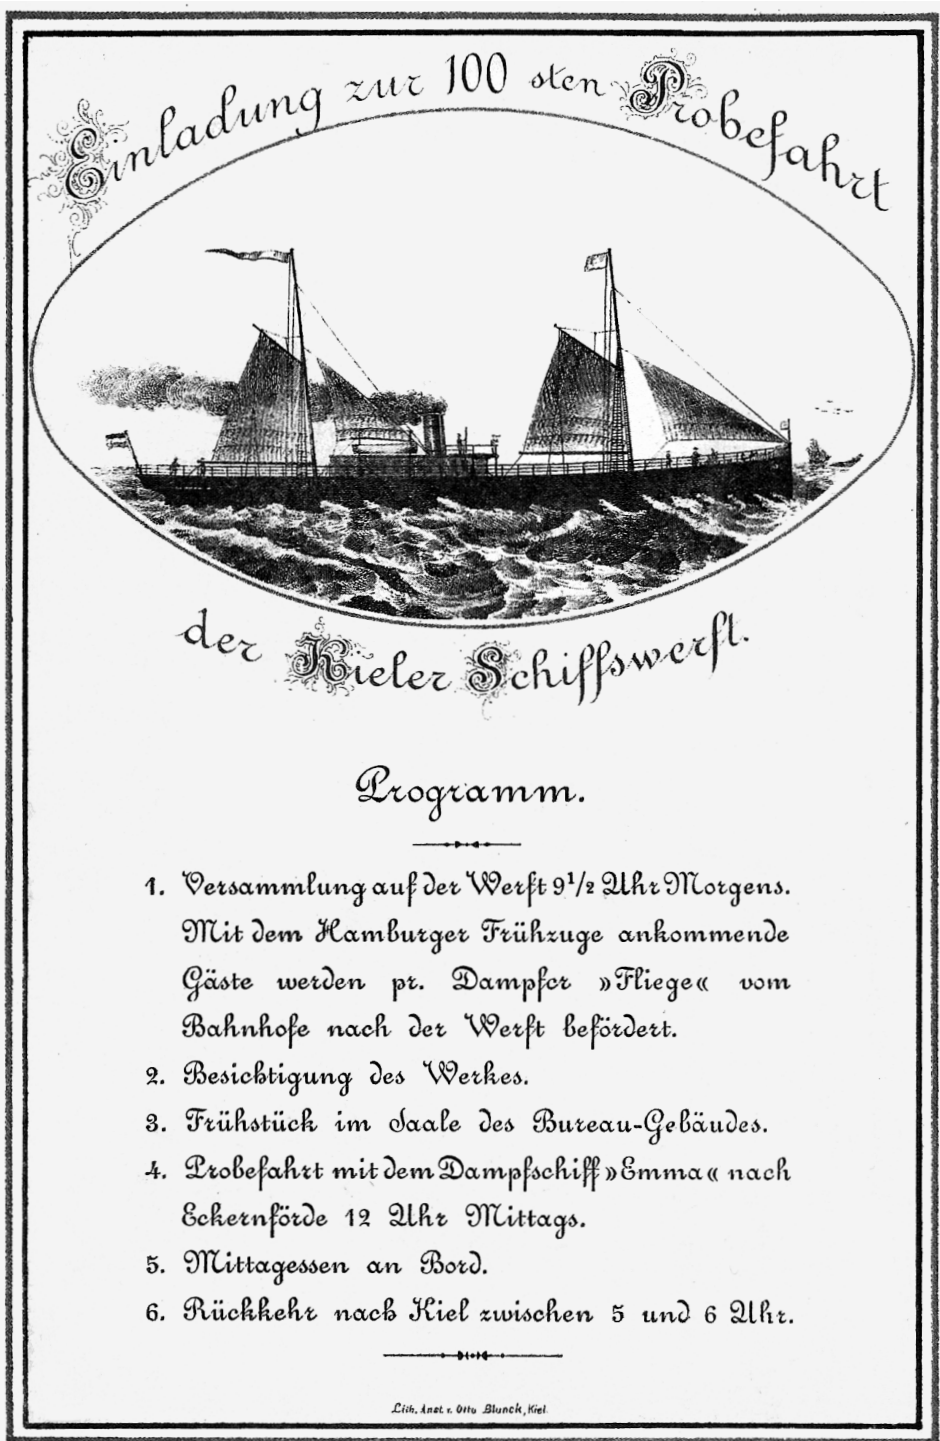 Einladung zur 100 sten Probefahrt
der Kieler Schiffswerft.
Programm.
1. Versammlung auf der Werft 9 1/2 Uhr Morgens.
Mit dem Hamburger Frühzuge ankommende
Gäste werden pr. Dampfer »Fliege« vom
Bahnhofe nach der Werft befördert.
2. Besichtigung des Werkes.
3. Frühstück im Saale des Bureau-Gebäudes.
4. Probefahrt mit dem Dampfschiff »Emma« nach
Eckernförde 12 Uhr Mittags.
5. Mittagessen an Bord.
6. Rückkehr nach Kiel zwischen 5 und 6 Uhr.
Lith. Anst. v. Otto Blunck, Kiel.